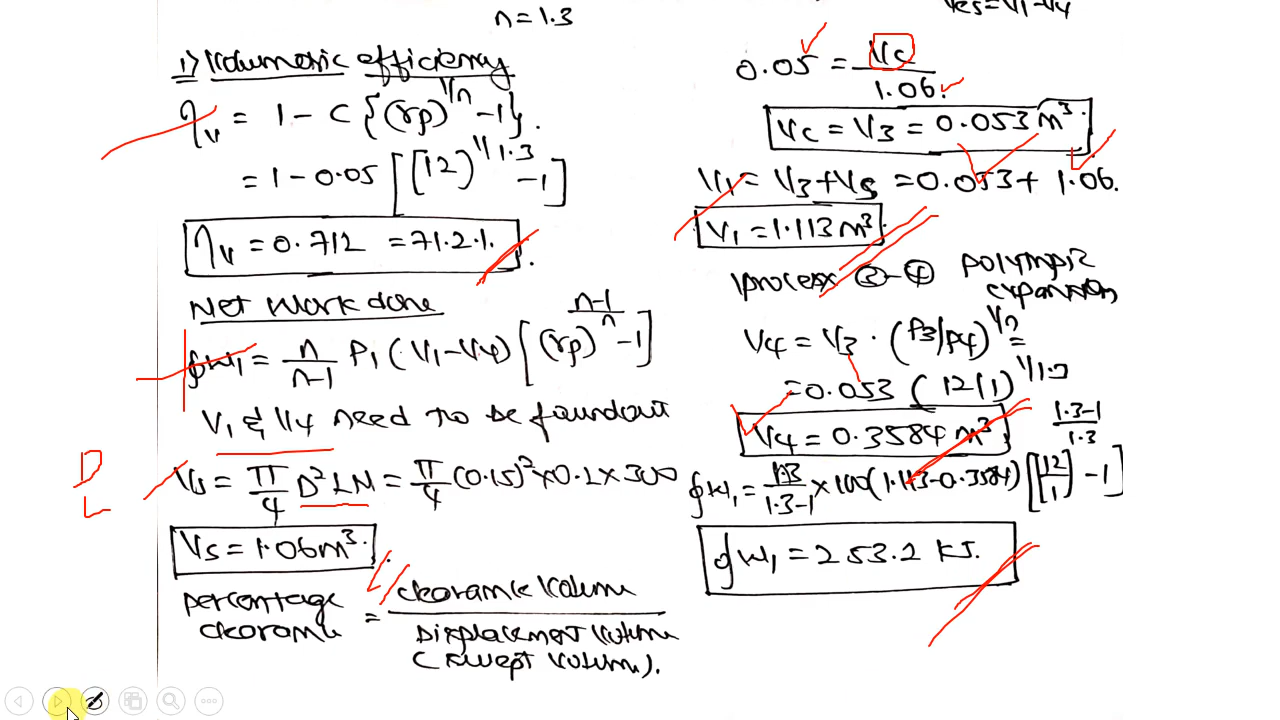 n = 1.3
1) Volumetric efficiency
ηv = 1 - C {(rp)^1/n - 1}.
= 1 - 0.05 [[12)^1/1.3 - 1]
ηv = 0.712 = 71.2%.
Net work done
∮W1 = n/n-1 P1 (V1-V4) [(rp)^n-1/n - 1]
V1 & V4 need to be foundout
D
L
Vs = π/4 D² L N = π/4 (0.15)² × 0.2 × 300
Vs = 1.06 m³.
percentage clearance = clearance volume / Displacement volume
(swept volume).
Ves = V1-V4
0.05 = Vc / 1.06.
Vc = V3 = 0.053 m³.
V1 = V3 + Vs = 0.053 + 1.06.
V1 = 1.113 m³.
process ③-④ polytropic
expansion
V4 = V3 · (P3/P4)^1/n =
= 0.053 (12/1)^1/1.3
V4 = 0.3584 m³
∮W1 = 1.3/1.3-1 × 100 (1.113-0.3584) [[12/1]^1.3-1/1.3 - 1]
∮W1 = 253.2 KJ.